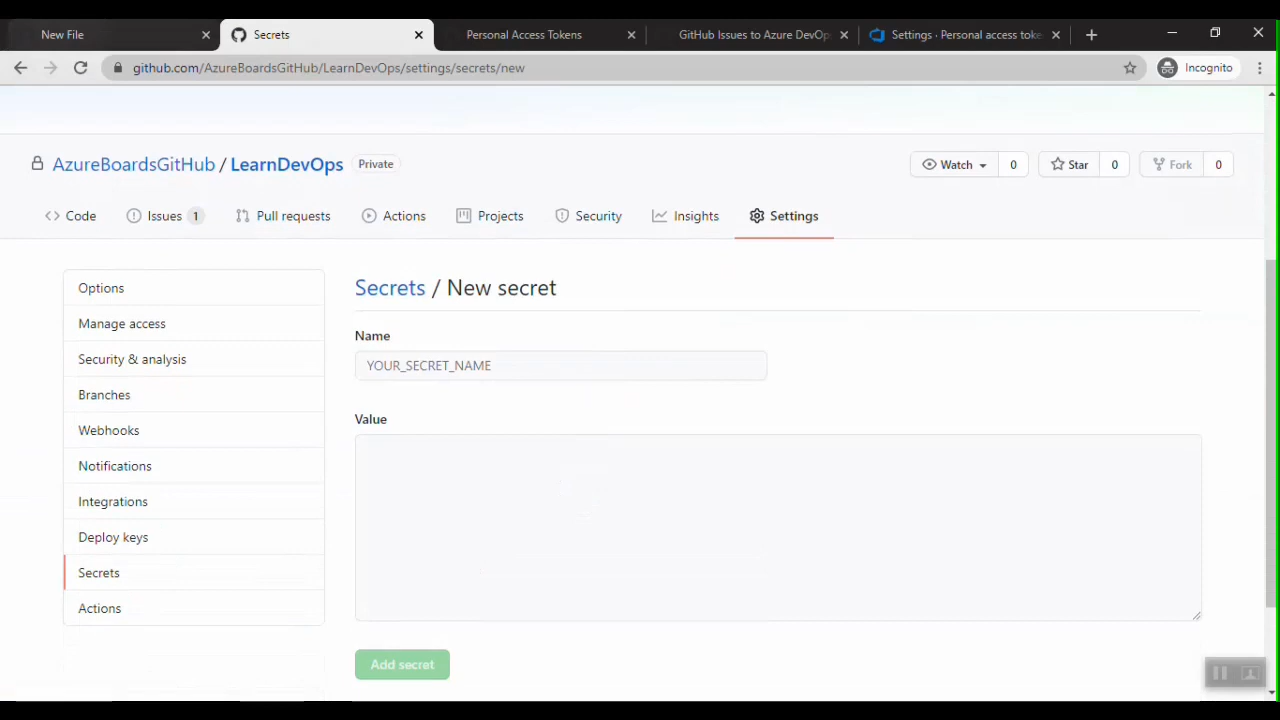 New File
Secrets
Personal Access Tokens
GitHub Issues to Azure DevOp
Settings · Personal access toke
github.com/AzureBoardsGitHub/LearnDevOps/settings/secrets/new
Incognito
AzureBoardsGitHub / LearnDevOps Private
Watch 0 Star 0 Fork 0
Code Issues 1 Pull requests Actions Projects Security Insights Settings
Options
Manage access
Security & analysis
Branches
Webhooks
Notifications
Integrations
Deploy keys
Secrets
Actions
Secrets / New secret
Name
YOUR_SECRET_NAME
Value
Add secret